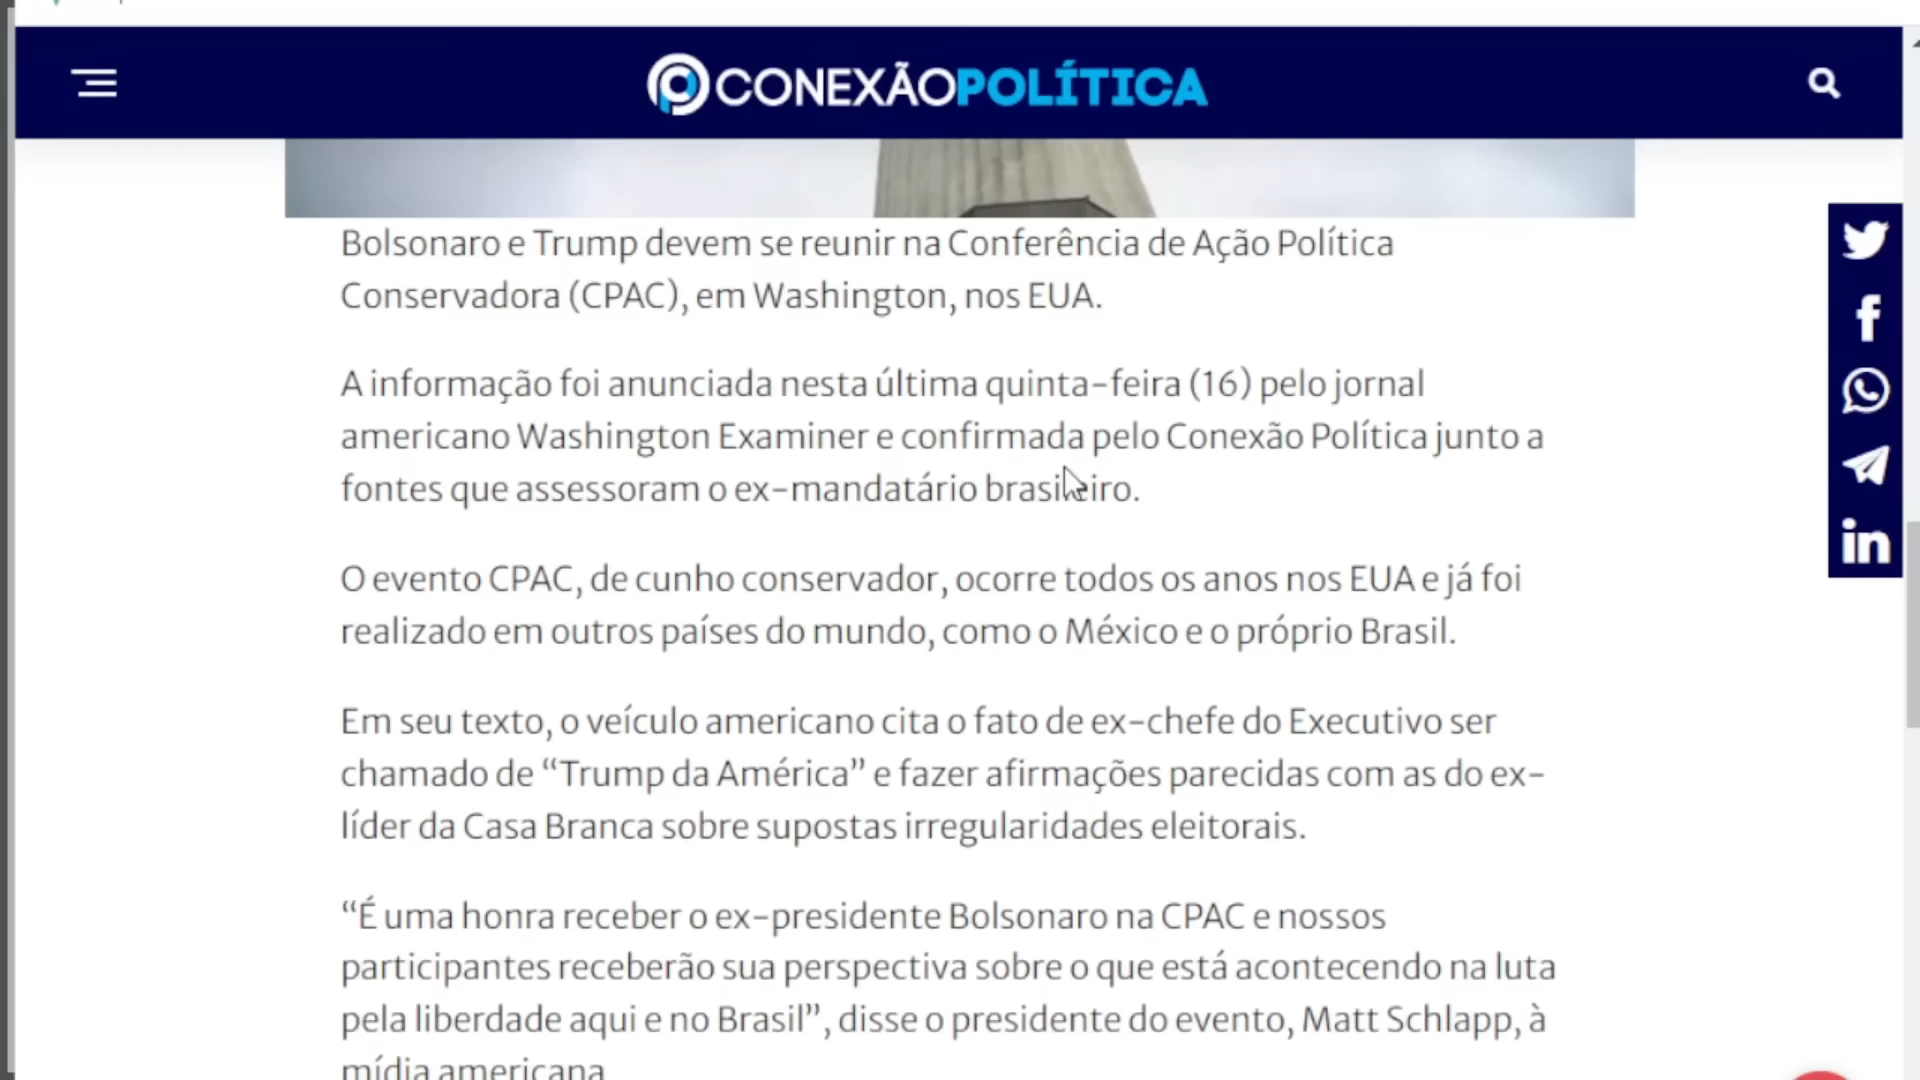 CONEXÃOPOLÍTICA
Bolsonaro e Trump devem se reunir na Conferência de Ação Política
Conservadora (CPAC), em Washington, nos EUA.
A informação foi anunciada nesta última quinta-feira (16) pelo jornal
americano Washington Examiner e confirmada pelo Conexão Política junto a
fontes que assessoram o ex-mandatário brasileiro.
O evento CPAC, de cunho conservador, ocorre todos os anos nos EUA e já foi
realizado em outros países do mundo, como o México e o próprio Brasil.
Em seu texto, o veículo americano cita o fato de ex-chefe do Executivo ser
chamado de “Trump da América” e fazer afirmações parecidas com as do ex-
líder da Casa Branca sobre supostas irregularidades eleitorais.
“É uma honra receber o ex-presidente Bolsonaro na CPAC e nossos
participantes receberão sua perspectiva sobre o que está acontecendo na luta
pela liberdade aqui e no Brasil”, disse o presidente do evento, Matt Schlapp, à
mídia americana